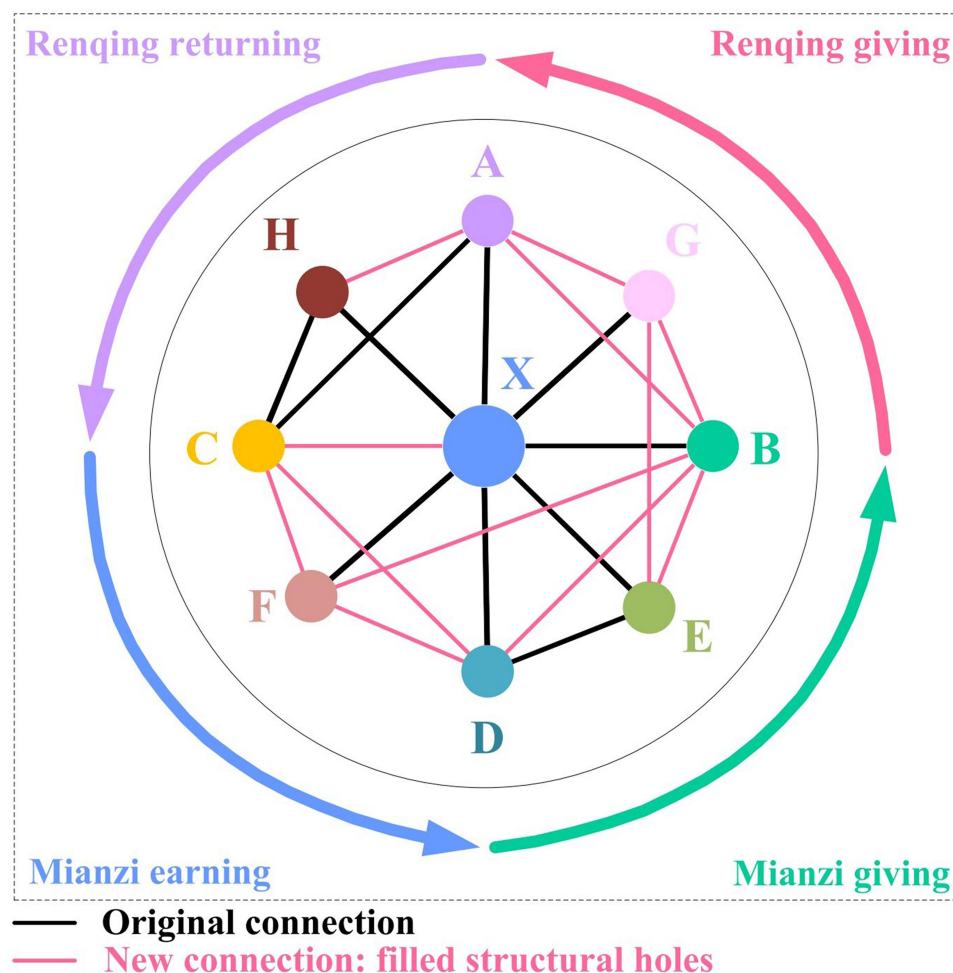 Renqing returning
Renqing giving
A
H
G
X
C
B
F
E
D
Mianzi earning
Mianzi giving
Original connection
New connection: filled structural holes